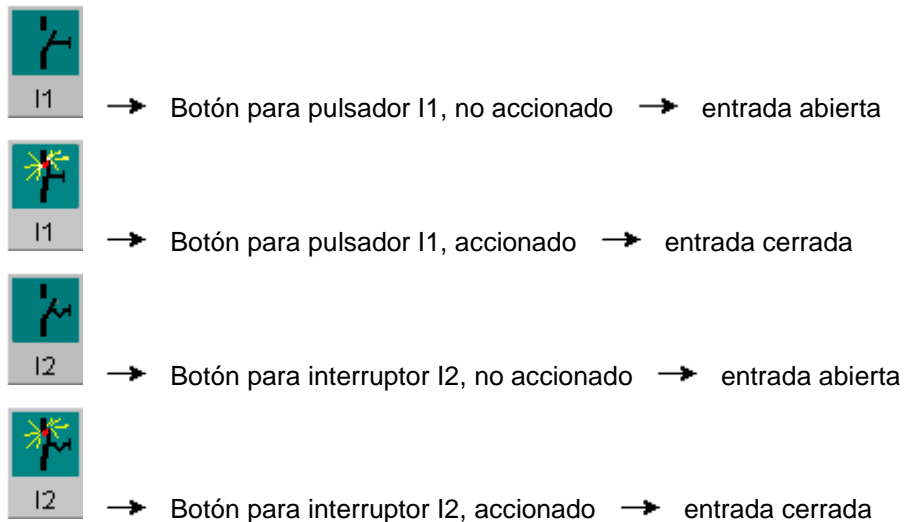 I1 → Botón para pulsador I1, no accionado → entrada abierta
I1 → Botón para pulsador I1, accionado → entrada cerrada
I2 → Botón para interruptor I2, no accionado → entrada abierta
I2 → Botón para interruptor I2, accionado → entrada cerrada